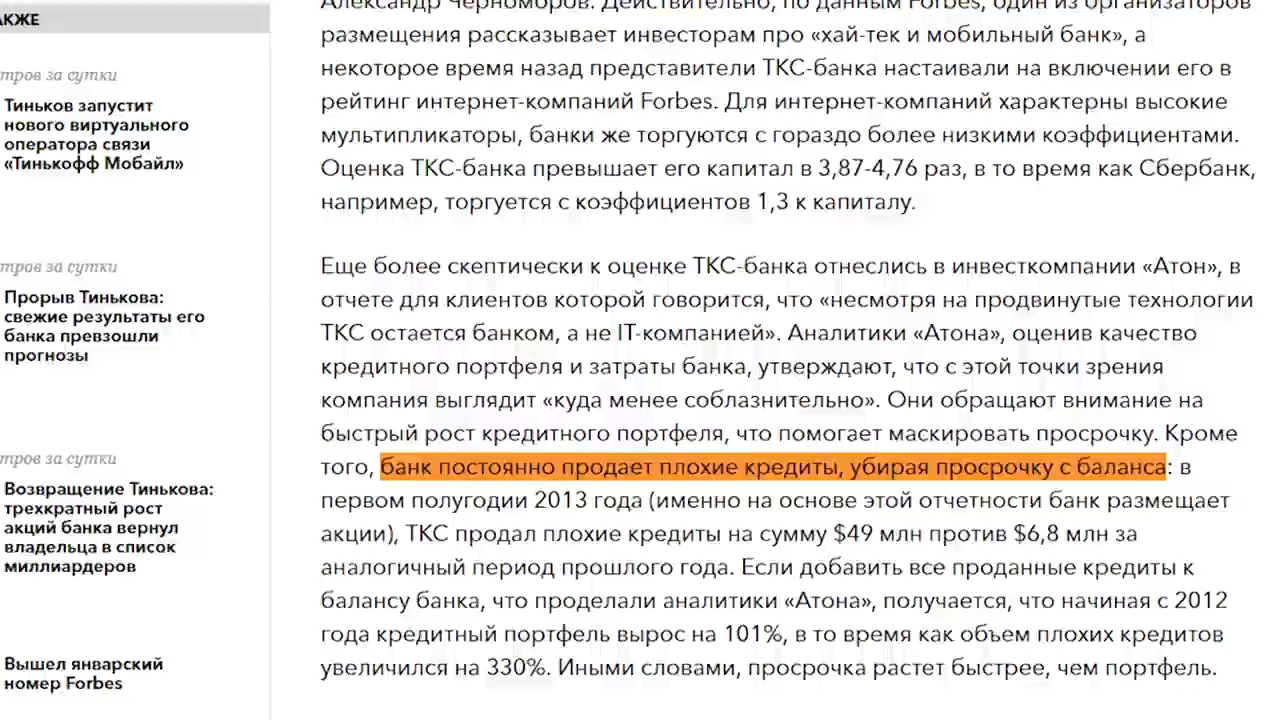 АКЖЕ
тров за сутки
Тиньков запустит
нового виртуального
оператора связи
«Тинькофф Мобайл»
тров за сутки
Прорыв Тинькова:
свежие результаты его
банка превзошли
прогнозы
тров за сутки
Возвращение Тинькова:
трехкратный рост
акций банка вернул
владельца в список
миллиардеров
Вышел январский
номер Forbes
Александр Черноморов. Действительно, по данным Forbes, один из организаторов
размещения рассказывает инвесторам про «хай-тек и мобильный банк», а
некоторое время назад представители ТКС-банка настаивали на включении его в
рейтинг интернет-компаний Forbes. Для интернет-компаний характерны высокие
мультипликаторы, банки же торгуются с гораздо более низкими коэффициентами.
Оценка ТКС-банка превышает его капитал в 3,87-4,76 раз, в то время как Сбербанк,
например, торгуется с коэффициентов 1,3 к капиталу.
Еще более скептически к оценке ТКС-банка отнеслись в инвесткомпании «Атон», в
отчете для клиентов которой говорится, что «несмотря на продвинутые технологии
ТКС остается банком, а не IT-компанией». Аналитики «Атона», оценив качество
кредитного портфеля и затраты банка, утверждают, что с этой точки зрения
компания выглядит «куда менее соблазнительно». Они обращают внимание на
быстрый рост кредитного портфеля, что помогает маскировать просрочку. Кроме
того, банк постоянно продает плохие кредиты, убирая просрочку с баланса: в
первом полугодии 2013 года (именно на основе этой отчетности банк размещает
акции), ТКС продал плохие кредиты на сумму $49 млн против $6,8 млн за
аналогичный период прошлого года. Если добавить все проданные кредиты к
балансу банка, что проделали аналитики «Атона», получается, что начиная с 2012
года кредитный портфель вырос на 101%, в то время как объем плохих кредитов
увеличился на 330%. Иными словами, просрочка растет быстрее, чем портфель.